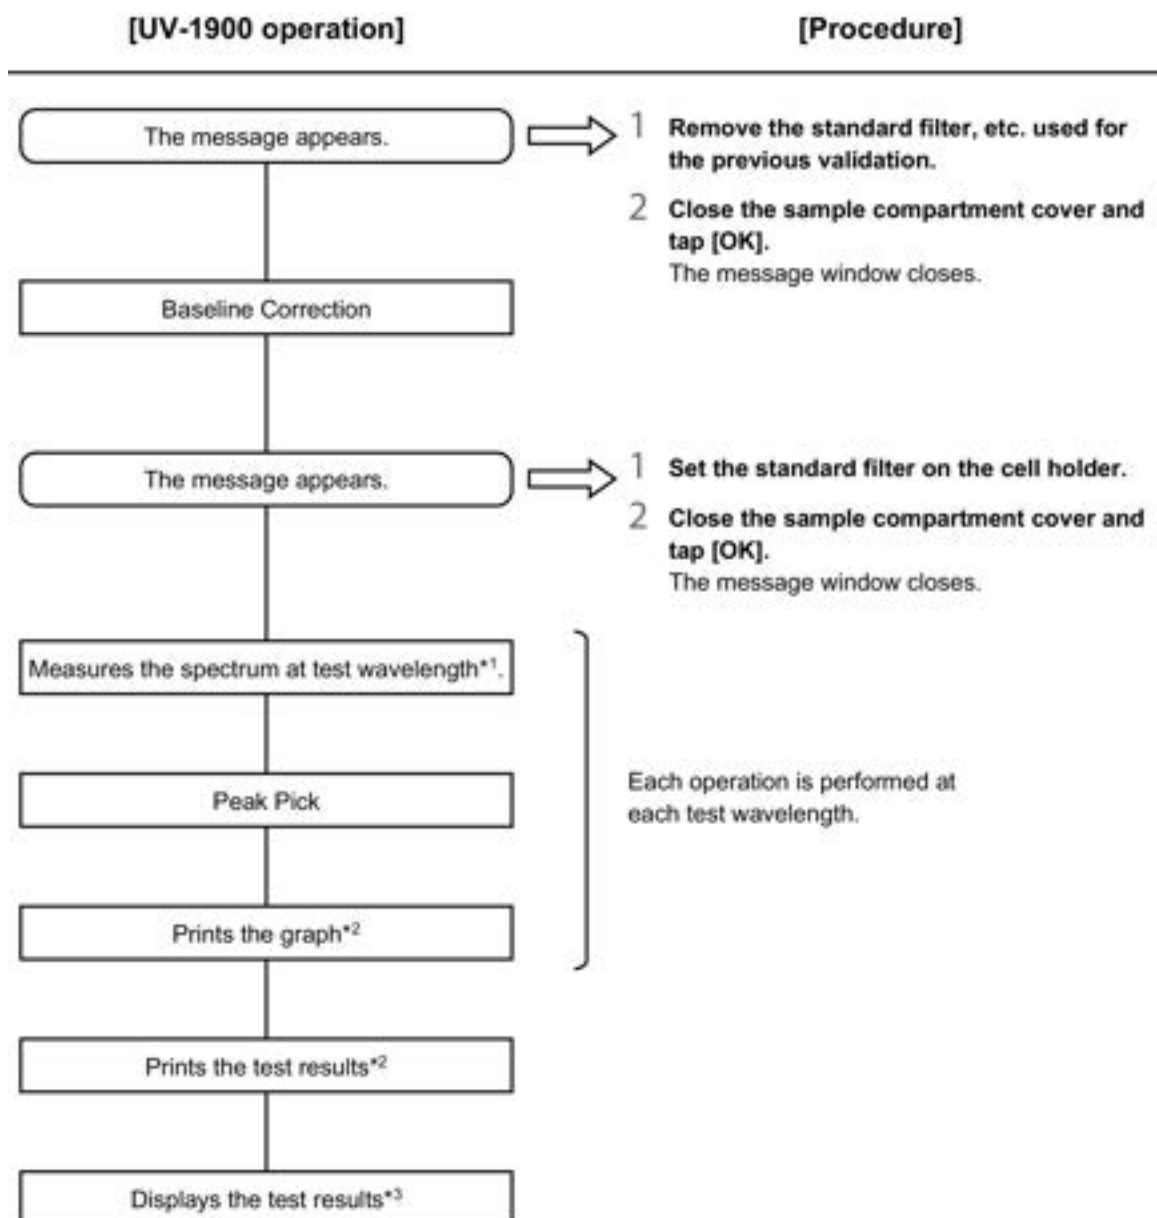 [UV-1900 operation]
[Procedure]
The message appears.
1 Remove the standard filter, etc. used for
the previous validation.
2 Close the sample compartment cover and
tap [OK].
The message window closes.
Baseline Correction
The message appears.
1 Set the standard filter on the cell holder.
2 Close the sample compartment cover and
tap [OK].
The message window closes.
Measures the spectrum at test wavelength*1.
Peak Pick
Each operation is performed at
each test wavelength.
Prints the graph*2
Prints the test results*2
Displays the test results*3